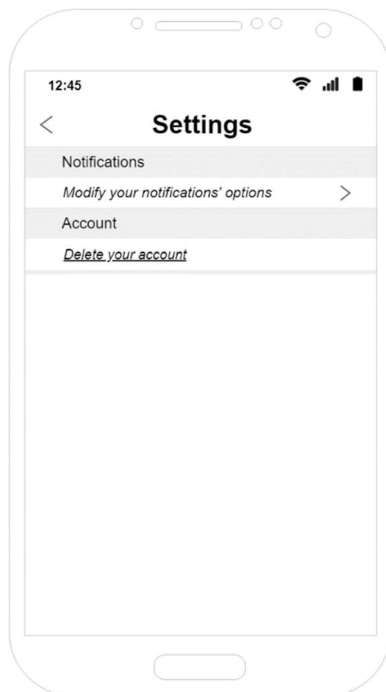 12:45
Settings
Notifications
Modify your notifications' options
Account
Delete your account